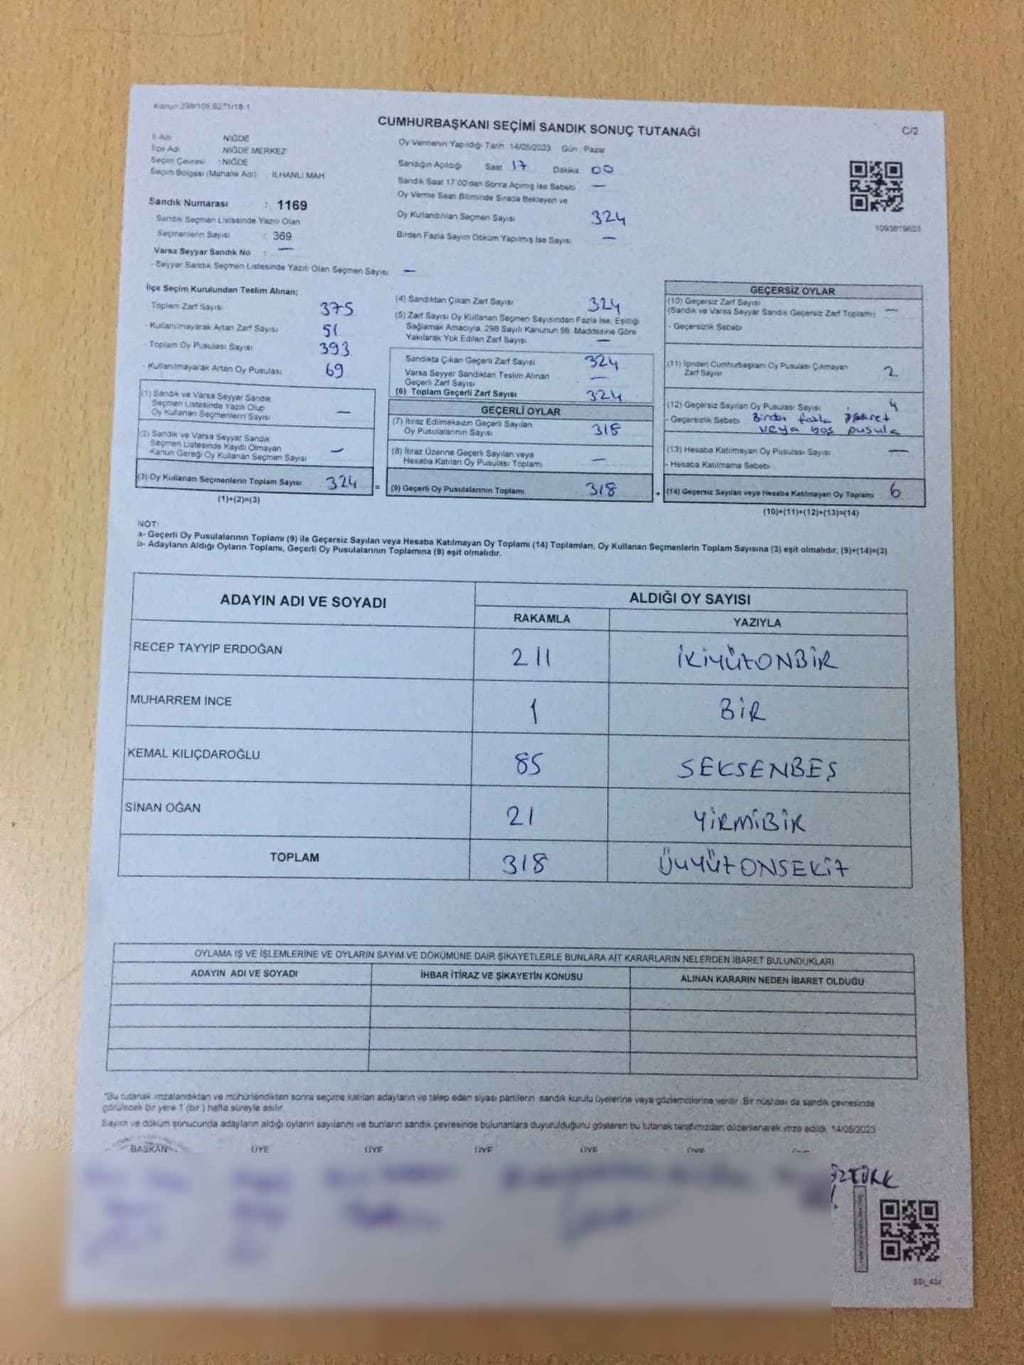 Kanun 298/105.6271/18-1
CUMHURBAŞKANI SEÇİMİ SANDIK SONUÇ TUTANAĞI
C/2
İl Adı NİĞDE
İlçe Adı NİĞDE MERKEZ
Seçim Çevresi : NİĞDE
Seçim Bölgesi (Mahalle Adı) : İLHANLI MAH
Sandık Numarası : 1169
Sandık Seçmen Listesinde Yazılı Olan
Seçmenlerin Sayısı : 369
Varsa Seyyar Sandık No : —
Seyyar Sandık Seçmen Listesinde Yazılı Olan Seçmen Sayısı —
Oy Vermenin Yapıldığı Tarih 14/05/2023 Gün Pazar
Sandığın Açıldığı Saat 17 Dakika 00
Sandık Saat 17:00'den Sonra Açılmış İse Sebebi —
Oy Verme Saati Bitiminde Sırada Bekleyen ve
Oy Kullandırılan Seçmen Sayısı 324
Birden Fazla Sayım Döküm Yapılmış İse Sayısı —
1093819603
İlçe Seçim Kurulundan Teslim Alınan;
- Toplam Zarf Sayısı 375
- Kullanılmayarak Artan Zarf Sayısı 51
- Toplam Oy Pusulası Sayısı 393
- Kullanılmayarak Artan Oy Pusulası 69
(1) Sandık ve Varsa Seyyar Sandık
Seçmen Listesinde Yazılı Olup
Oy Kullanan Seçmenlerin Sayısı —
(2) Sandık ve Varsa Seyyar Sandık
Seçmen Listesinde Kayıtlı Olmayan
Kanun Gereği Oy Kullanan Seçmen Sayısı —
(3) Oy Kullanan Seçmenlerin Toplam Sayısı 324 =
(1)+(2)=(3)
(4) Sandıktan Çıkan Zarf Sayısı 324
(5) Zarf Sayısı Oy Kullanan Seçmen Sayısından Fazla İse, Eşitliği
Sağlamak Amacıyla, 298 Sayılı Kanunun 98. Maddesine Göre
Yakılarak Yok Edilen Zarf Sayısı —
Sandıkta Çıkan Geçerli Zarf Sayısı 324
Varsa Seyyar Sandıktan Teslim Alınan
Geçerli Zarf Sayısı —
(6) Toplam Geçerli Zarf Sayısı 324
GEÇERLİ OYLAR
(7) İtiraz Edilmeksizin Geçerli Sayılan
Oy Pusulalarının Sayısı 318
(8) İtiraz Üzerine Geçerli Sayılan veya
Hesaba Katılan Oy Pusulası Toplamı —
(9) Geçerli Oy Pusulalarının Toplamı 318 +
GEÇERSİZ OYLAR
(10) Geçersiz Zarf Sayısı
(Sandık ve Varsa Seyyar Sandık Geçersiz Zarf Toplamı) —
- Geçersizlik Sebebi
(11) İçinden Cumhurbaşkanı Oy Pusulası Çıkmayan
Zarf Sayısı 2
(12) Geçersiz Sayılan Oy Pusulası Sayısı 4
- Geçersizlik Sebebi Birden fazla işaret
veya boş pusula
(13) Hesaba Katılmayan Oy Pusulası Sayısı —
- Hesaba Katılmama Sebebi
(14) Geçersiz Sayılan veya Hesaba Katılmayan Oy Toplamı 6
(10)+(11)+(12)+(13)=(14)
NOT:
a- Geçerli Oy Pusulalarının Toplamı (9) ile Geçersiz Sayılan veya Hesaba Katılmayan Oy Toplamı (14) Toplamları, Oy Kullanan Seçmenlerin Toplam Sayısına (3) eşit olmalıdır. (9)+(14)=(3)
b- Adayların Aldığı Oyların Toplamı, Geçerli Oy Pusulalarının Toplamına (9) eşit olmalıdır.
ADAYIN ADI VE SOYADI ALDIĞI OY SAYISI
RAKAMLA YAZIYLA
RECEP TAYYİP ERDOĞAN 211 İKİYÜZONBİR
MUHARREM İNCE 1 BİR
KEMAL KILIÇDAROĞLU 85 SEKSENBEŞ
SİNAN OĞAN 21 YİRMİBİR
TOPLAM 318 ÜÇYÜZONSEKİZ
OYLAMA İŞ VE İŞLEMLERİNE VE OYLARIN SAYIM VE DÖKÜMÜNE DAİR ŞİKAYETLERLE BUNLARA AİT KARARLARIN NELERDEN İBARET BULUNDUKLARI
ADAYIN ADI VE SOYADI İHBAR İTİRAZ VE ŞİKAYETİN KONUSU ALINAN KARARIN NEDEN İBARET OLDUĞU
*Bu tutanak imzalandıktan ve mühürlendikten sonra seçime katılan adayların ve talep eden siyasi partilerin sandık kurulu üyelerine veya gözlemcilerine verilir. Bir nüshası da sandık çevresinde
görülecek bir yere 1 (bir) hafta süreyle asılır.
Sayım ve döküm sonucunda adayların aldığı oyların sayılarını ve bunların sandık çevresinde bulunanlara duyurulduğunu gösteren bu tutanak tarafımızdan düzenlenerek imza edildi. 14/05/2023
BAŞKAN ÜYE ÜYE ÜYE ÜYE ÜYE
ÖZTÜRK